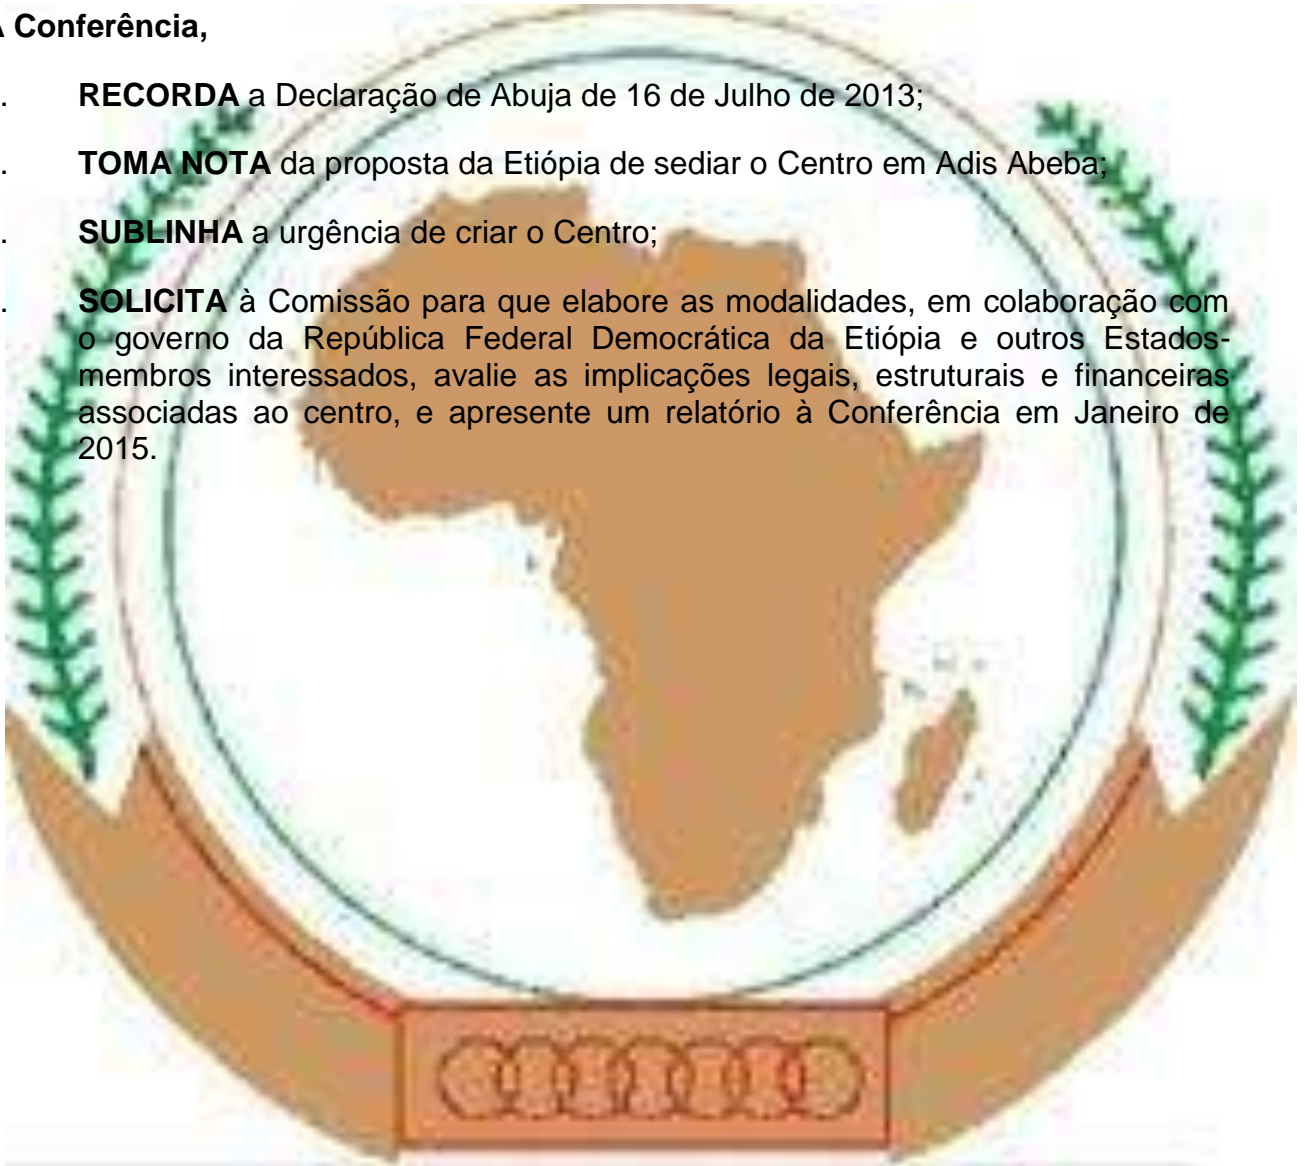 A Conferência,
. RECORDA a Declaração de Abuja de 16 de Julho de 2013;
. TOMA NOTA da proposta da Etiópia de sediar o Centro em Adis Abeba;
. SUBLINHA a urgência de criar o Centro;
. SOLICITA à Comissão para que elabore as modalidades, em colaboração com
o governo da República Federal Democrática da Etiópia e outros Estados-
membros interessados, avalie as implicações legais, estruturais e financeiras
associadas ao centro, e apresente um relatório à Conferência em Janeiro de
2015.